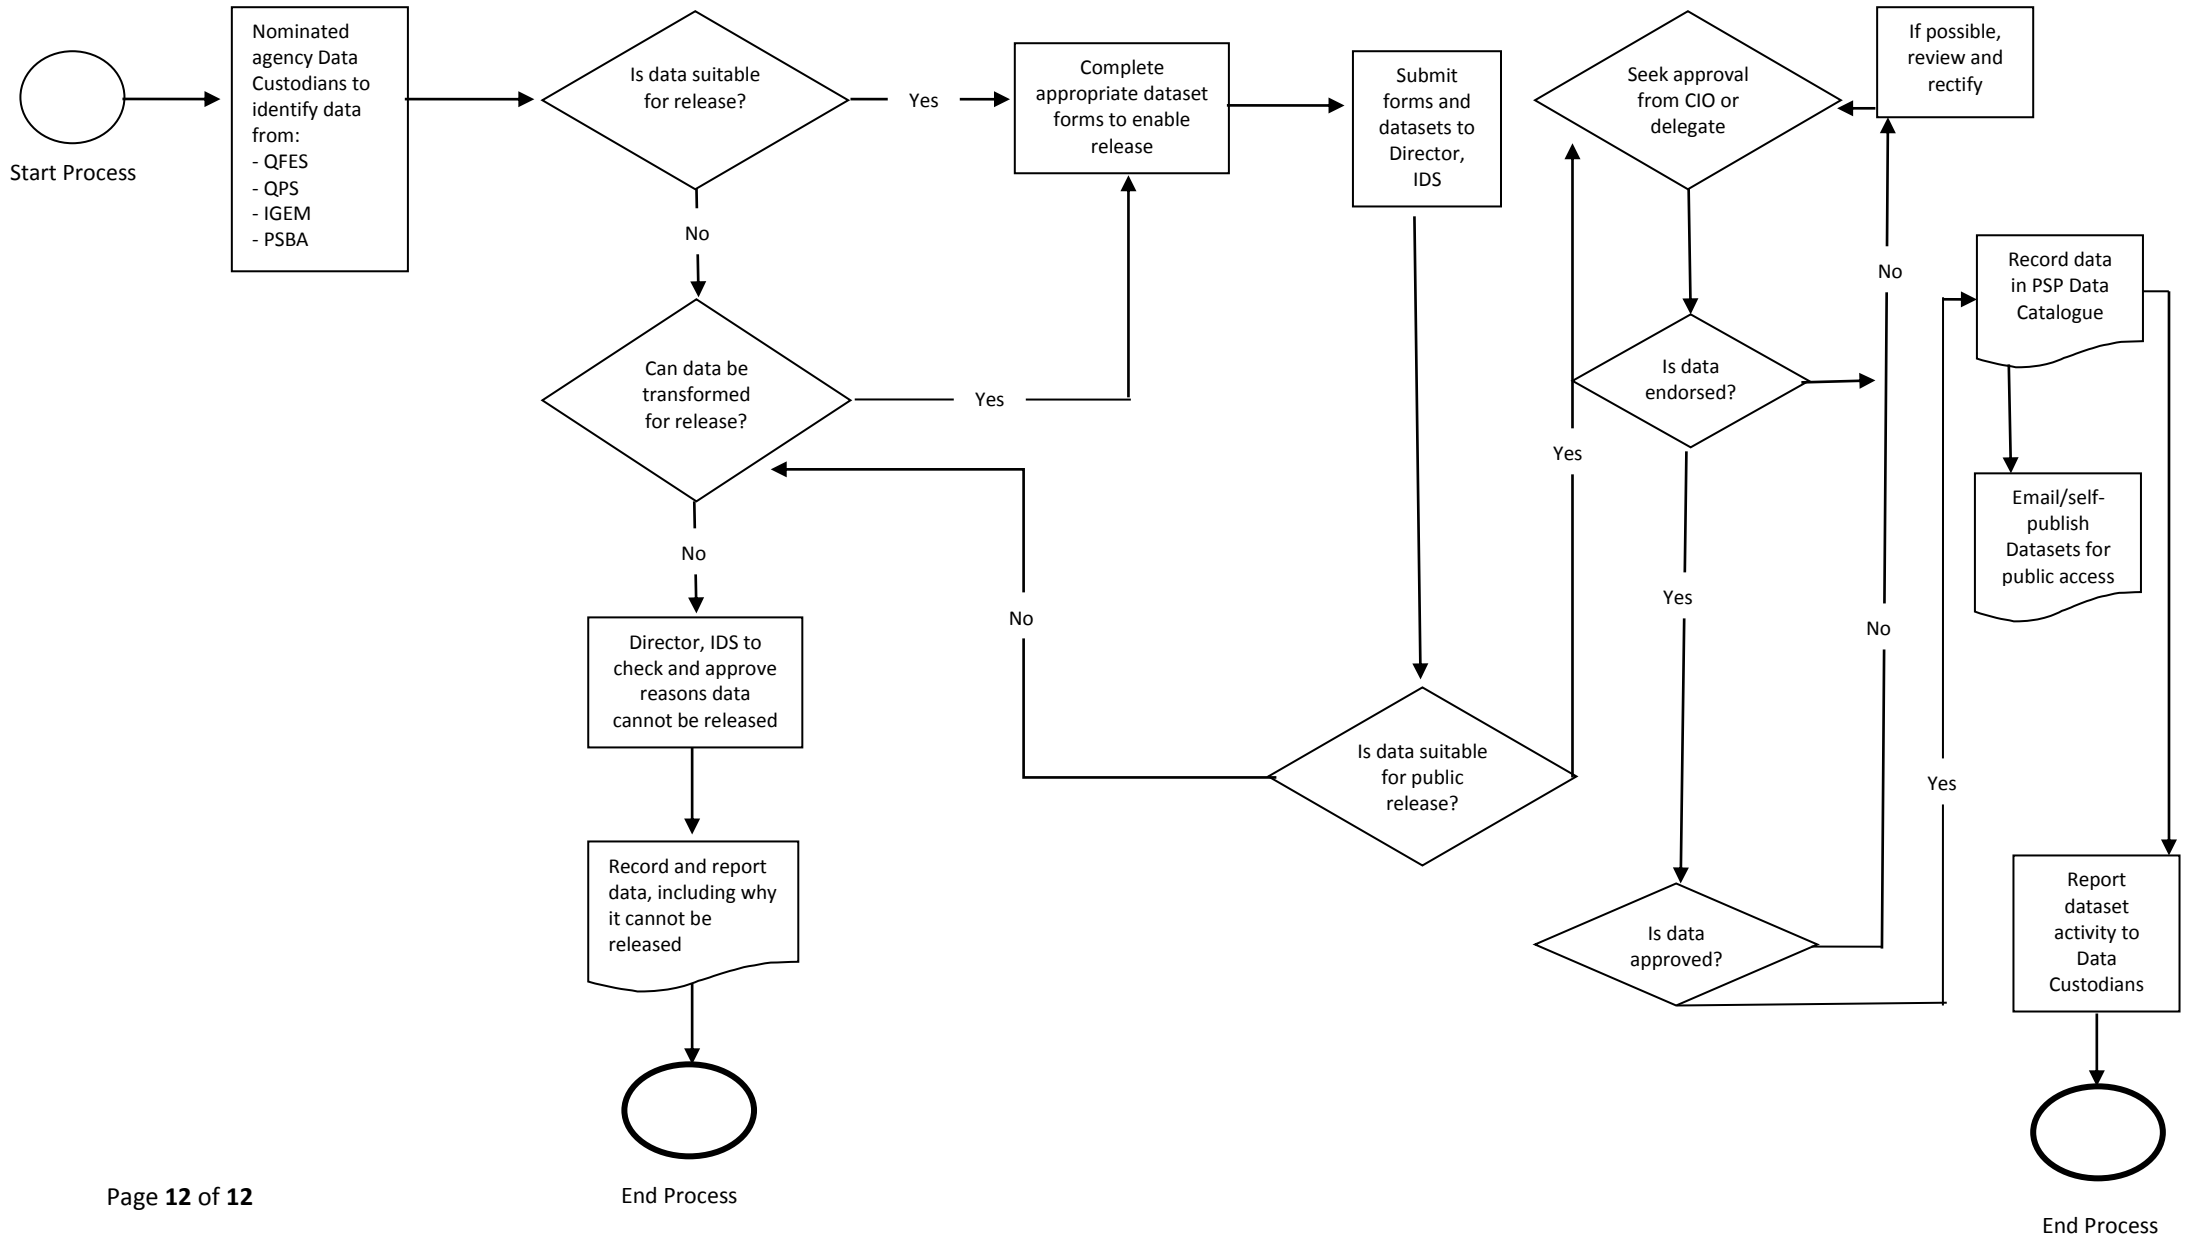 Start Process
Nominated
agency Data
Custodians to
identify data
from:
- QFES
- QPS
- IGEM
- PSBA
Is data suitable
for release?
Yes
Complete
appropriate dataset
forms to enable
release
Submit
forms and
datasets to
Director,
IDS
Seek approval
from CIO or
delegate
If possible,
review and
rectify
No
Can data be
transformed
for release?
Yes
No
Director, IDS to
check and approve
reasons data
cannot be released
Record and report
data, including why
it cannot be
released
End Process
No
Is data suitable
for public
release?
Yes
Is data
endorsed?
No
Yes
No
Is data
approved?
Yes
Record data
in PSP Data
Catalogue
Email/self-
publish
Datasets for
public access
Report
dataset
activity to
Data
Custodians
End Process
Page 12 of 12